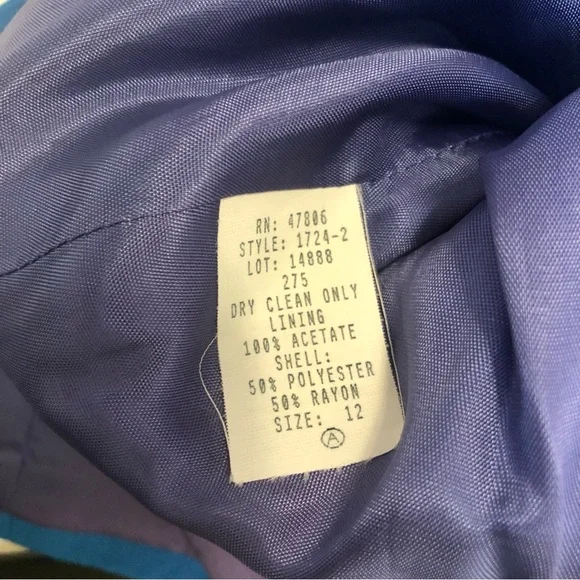 RN: 47806
STYLE: 1724-2
LOT: 14888
275
DRY CLEAN ONLY
LINING
100% ACETATE
SHELL:
50% POLYESTER
50% RAYON
SIZE: 12
A